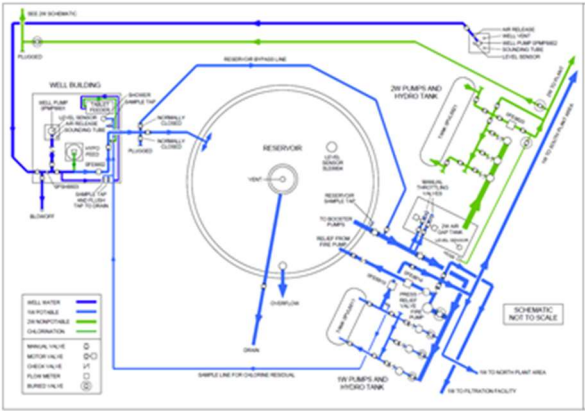 SEE 2W SCHEMATIC
PLUGGED
RESERVOIR BYPASS LINE
AIR RELEASE
WELL VENT
SOUNDING TUBE
LEVEL SENSOR
WELL BUILDING
WELL PUMP
LEVEL SENSOR
AIR RELEASE
SOUNDING TUBE
TABLET
FEEDER
SHOWER
SAMPLE TAP
HYPO
FEED
NORMALLY
CLOSED
PLUGGED
NORMALLY
CLOSED
SAMPLE TAP
AND FLUSH
TAP TO DRAIN
BLOWOFF
RESERVOIR
LEVEL
SENSOR
VENT
RESERVOIR
SAMPLE TAP
TO BOOSTER
PUMPS
RELIEF FROM
FIRE PUMP
OVERFLOW
DRAIN
2W PUMPS AND
HYDRO TANK
2W TO PLANT
1W TO SOUTH PLANT AREA
MANUAL
THROTTLING
VALVES
2W AIR
GAP TANK
LEVEL SENSOR
PRESS
RELIEF
VALVE
FIRE
PUMP
SCHEMATIC
NOT TO SCALE
1W PUMPS AND
HYDRO TANK
1W TO NORTH PLANT AREA
1W TO FILTRATION FACILITY
SAMPLE LINE FOR CHLORINE RESIDUAL
WELL WATER
1W POTABLE
2W NONPOTABLE
CHLORINATION
MANUAL VALVE
MOTOR VALVE
CHECK VALVE
FLOW METER
BURIED VALVE